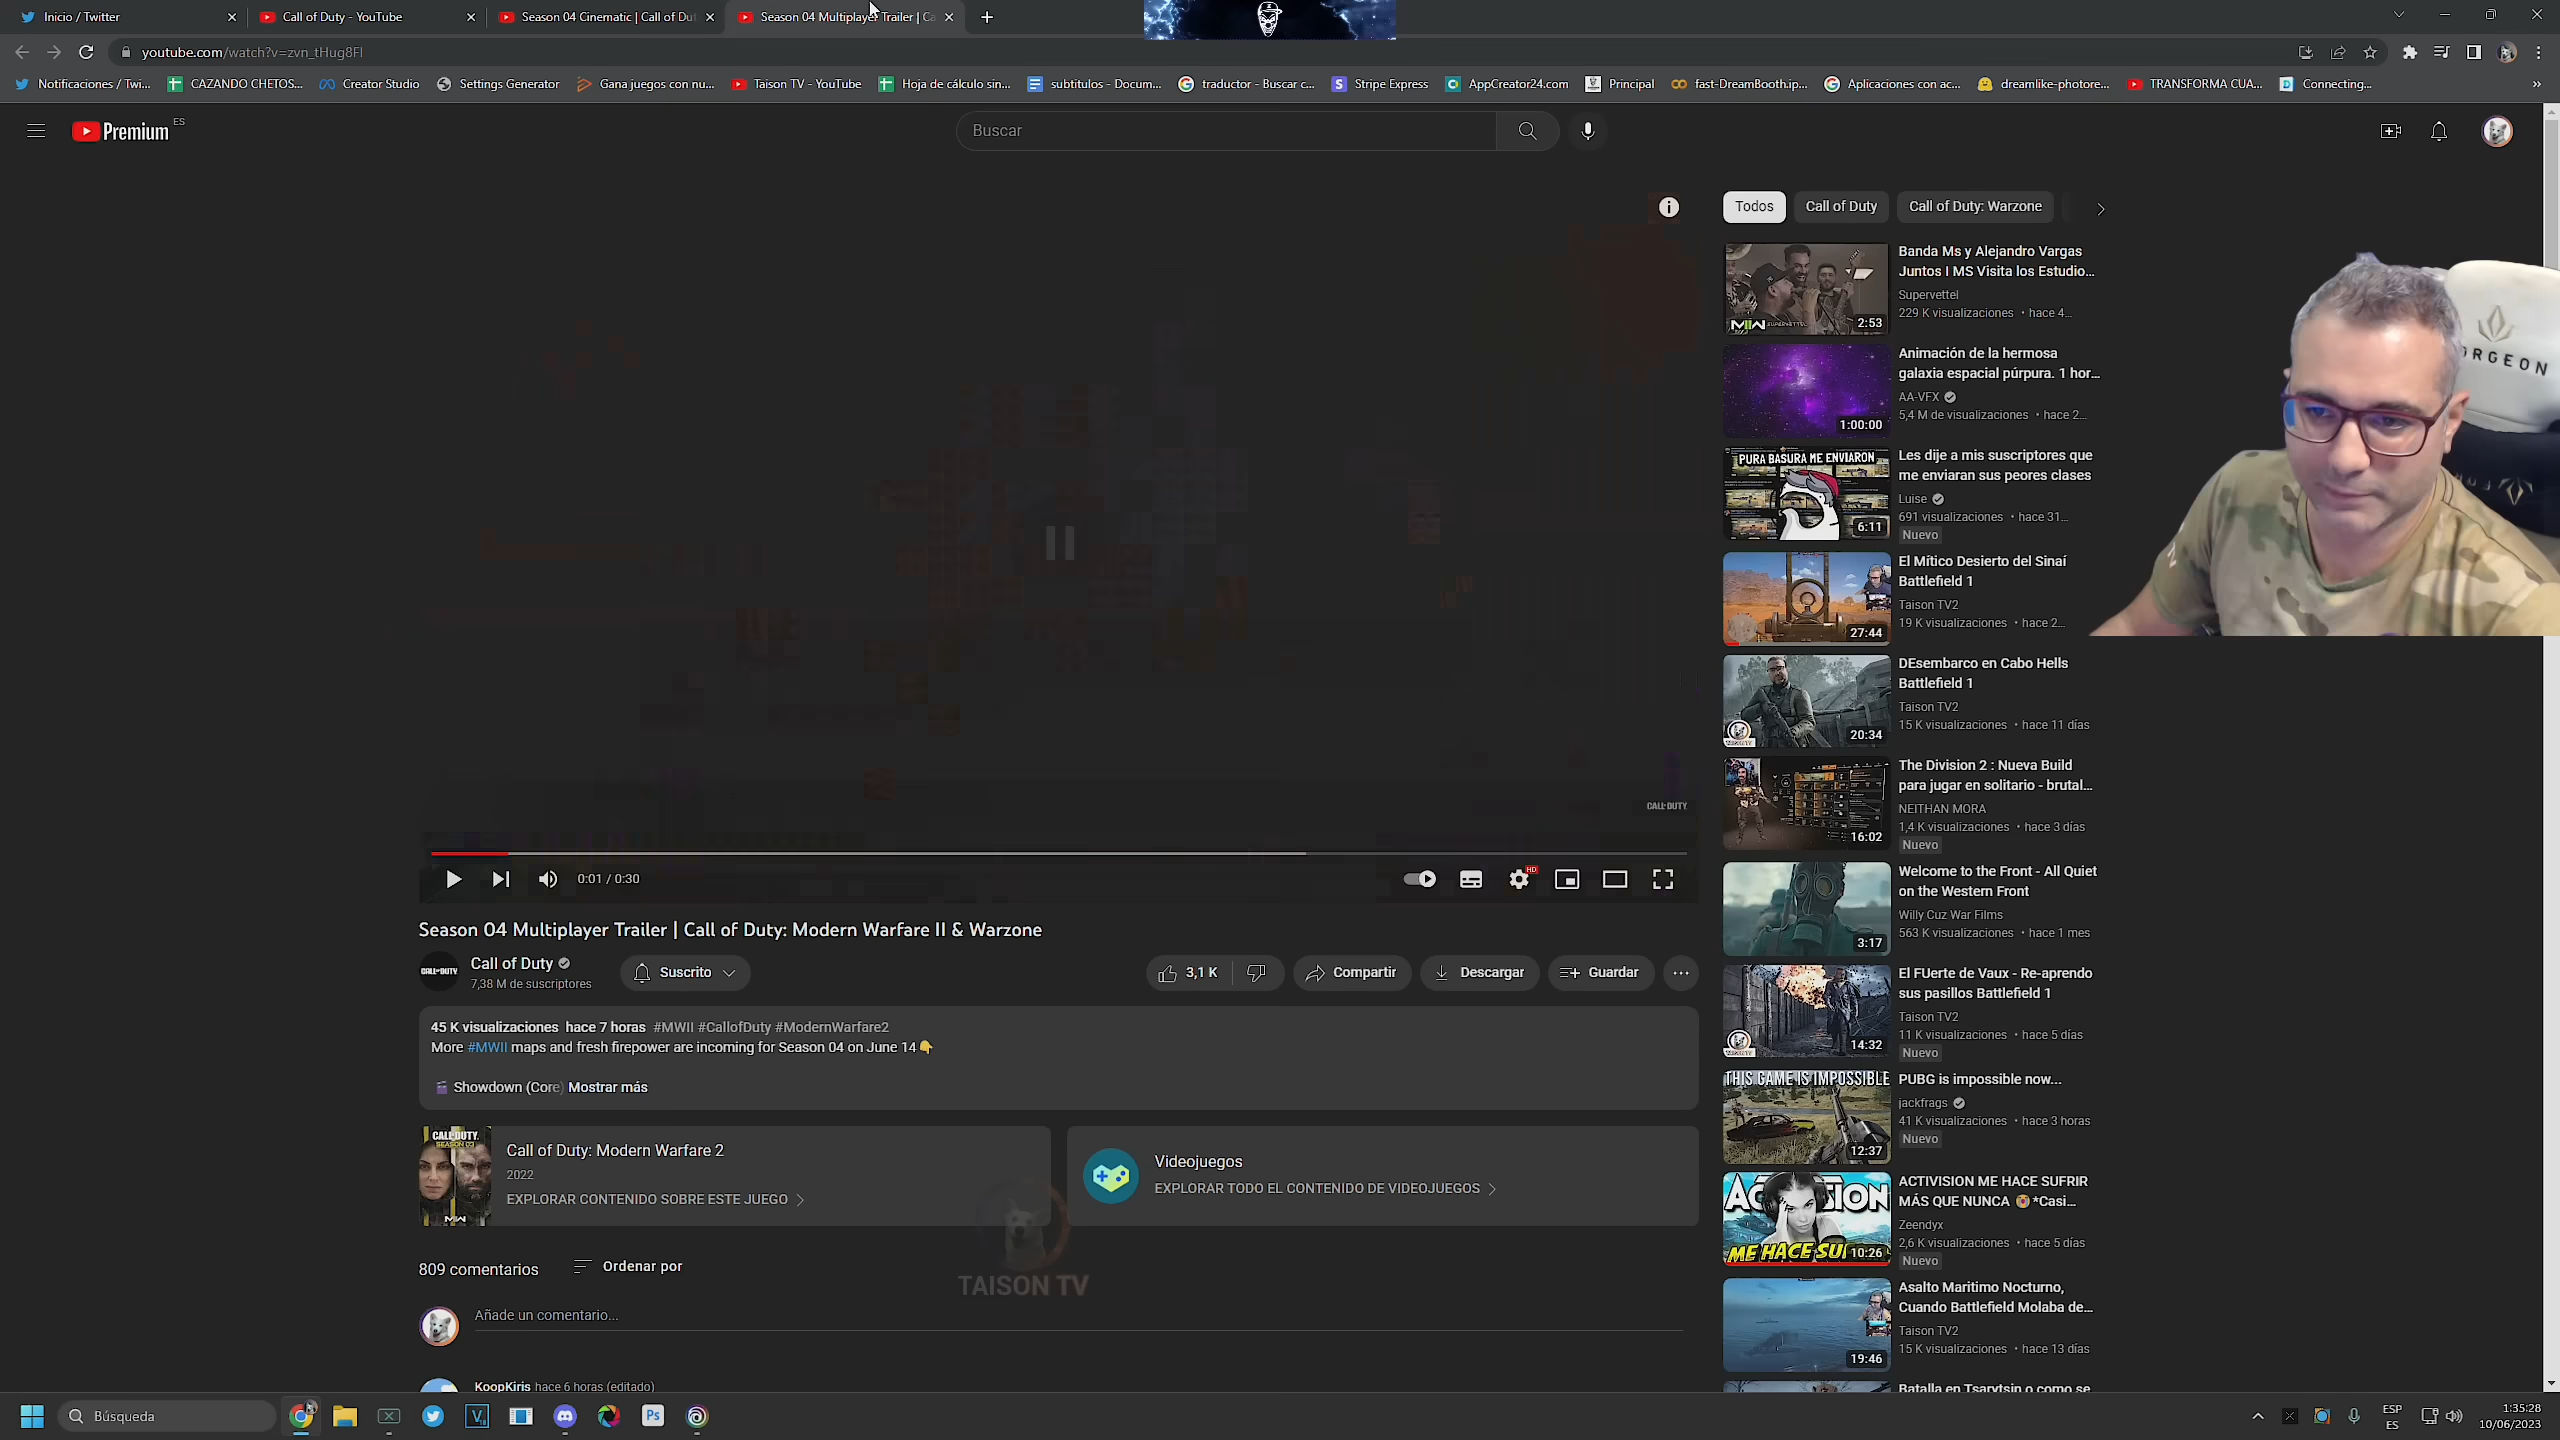 Inicio / Twitter
Call of Duty - YouTube
Season 04 Cinematic | Call of Dut
Season 04 Multiplayer Trailer | Ca
youtube.com/watch?v=zvn_tHug8FI
Notificaciones / Twi...
CAZANDO CHETOS...
Creator Studio
Settings Generator
Gana juegos con nu...
Taison TV - YouTube
Hoja de cálculo sin...
subtitulos - Docum...
traductor - Buscar c...
Stripe Express
AppCreator24.com
Principal
fast-DreamBooth.ip...
Aplicaciones con ac...
dreamlike-photore...
TRANSFORMA CUA...
Connecting...
Premium ES
Buscar
Todos
Call of Duty
Call of Duty: Warzone
Banda Ms y Alejandro Vargas
Juntos I MS Visita los Estudio...
Supervettel
229 K visualizaciones • hace 4...
2:53
Animación de la hermosa
galaxia espacial púrpura. 1 hor...
AA-VFX
5,4 M de visualizaciones • hace 2...
1:00:00
PURA BASURA ME ENVIARON
6:11
Les dije a mis suscriptores que
me enviaran sus peores clases
Luise
691 visualizaciones • hace 31...
Nuevo
El Mítico Desierto del Sinaí
Battlefield 1
Taison TV2
19 K visualizaciones • hace 2...
27:44
DEsembarco en Cabo Hells
Battlefield 1
Taison TV2
15 K visualizaciones • hace 11 días
20:34
The Division 2 : Nueva Build
para jugar en solitario - brutal...
NEITHAN MORA
1,4 K visualizaciones • hace 3 días
Nuevo
16:02
Welcome to the Front - All Quiet
on the Western Front
Willy Cuz War Films
563 K visualizaciones • hace 1 mes
3:17
El FUerte de Vaux - Re-aprendo
sus pasillos Battlefield 1
Taison TV2
11 K visualizaciones • hace 5 días
Nuevo
14:32
THIS GAME IS IMPOSSIBLE
12:37
PUBG is impossible now...
jackfrags
41 K visualizaciones • hace 3 horas
Nuevo
ME HACE SU
10:26
ACTIVISION ME HACE SUFRIR
MÁS QUE NUNCA 😭*Casi...
Zeendyx
2,6 K visualizaciones • hace 5 días
Nuevo
Asalto Maritimo Nocturno,
Cuando Battlefield Molaba de...
Taison TV2
15 K visualizaciones • hace 13 días
19:46
Batalla en Tsarytsin o como se
CALL·DUTY
0:01 / 0:30
HD
Season 04 Multiplayer Trailer | Call of Duty: Modern Warfare II & Warzone
Call of Duty
7,38 M de suscriptores
Suscrito
3,1 K
Compartir
Descargar
Guardar
45 K visualizaciones hace 7 horas #MWII #CallofDuty #ModernWarfare2
More #MWII maps and fresh firepower are incoming for Season 04 on June 14👇
Showdown (Core) Mostrar más
CALL·DUTY
SEASON 03
Call of Duty: Modern Warfare 2
2022
EXPLORAR CONTENIDO SOBRE ESTE JUEGO
Videojuegos
EXPLORAR TODO EL CONTENIDO DE VIDEOJUEGOS
809 comentarios
Ordenar por
TAISON TV
Añade un comentario...
KoopKiris hace 6 horas (editado)
Búsqueda
Ps
ESP
ES
1:35:28
10/06/2023